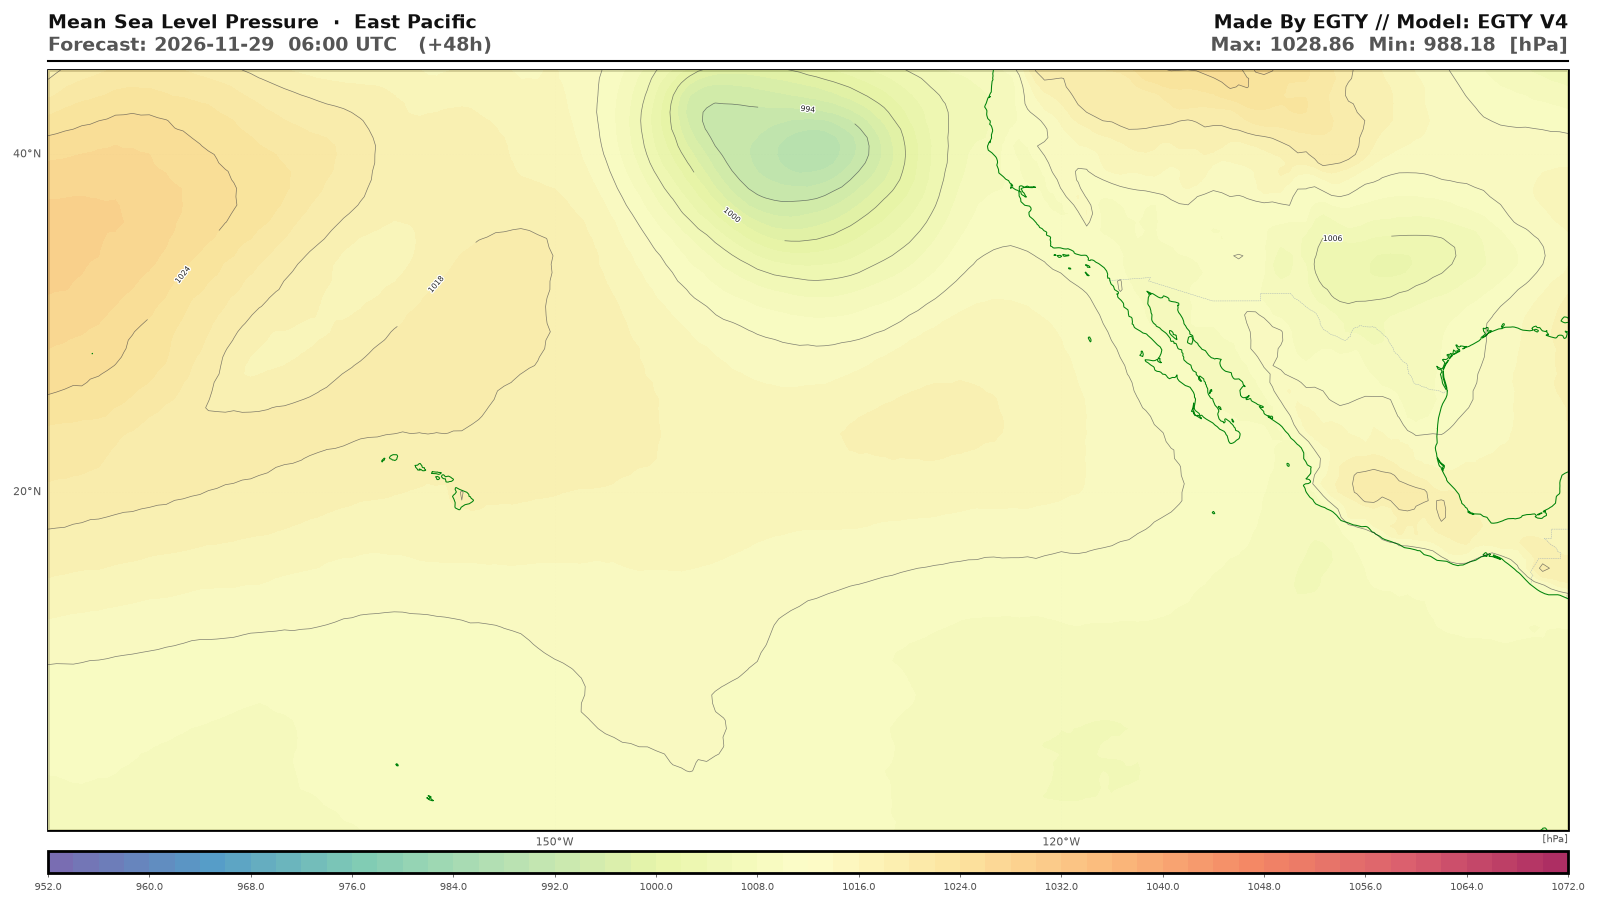 Mean Sea Level Pressure · East Pacific
Made By EGTY // Model: EGTY V4
Forecast: 2026-11-29 06:00 UTC (+48h)
Max: 1028.86 Min: 988.18 [hPa]
994
40°N
1000
1006
1024
1018
20°N
150°W
120°W
[hPa]
952.0 960.0 968.0 976.0 984.0 992.0 1000.0 1008.0 1016.0 1024.0 1032.0 1040.0 1048.0 1056.0 1064.0 1072.0